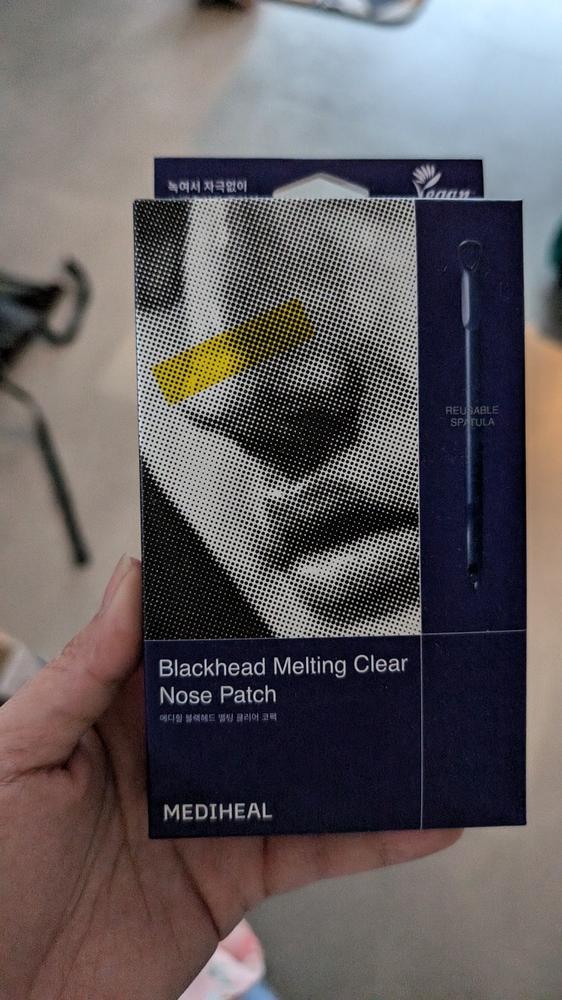 녹여서 자극없이
Vegan
REUSABLE
SPATULA
Blackhead Melting Clear
Nose Patch
메디힐 블랙헤드 멜팅 클리어 코팩
MEDIHEAL